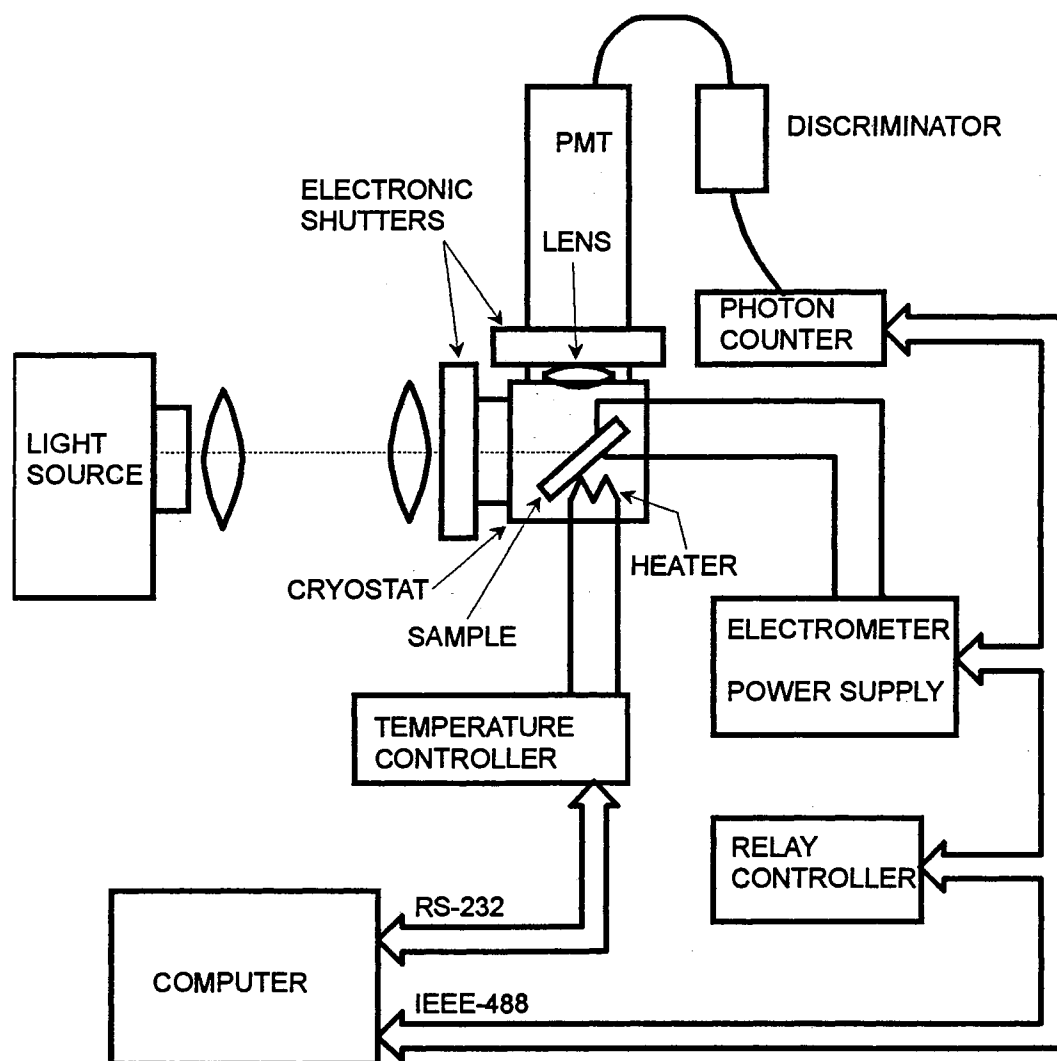 PMT
DISCRIMINATOR
ELECTRONIC
SHUTTERS
LENS
PHOTON
COUNTER
LIGHT
SOURCE
CRYOSTAT
HEATER
SAMPLE
ELECTROMETER
POWER SUPPLY
TEMPERATURE
CONTROLLER
RELAY
CONTROLLER
RS-232
COMPUTER
IEEE-488